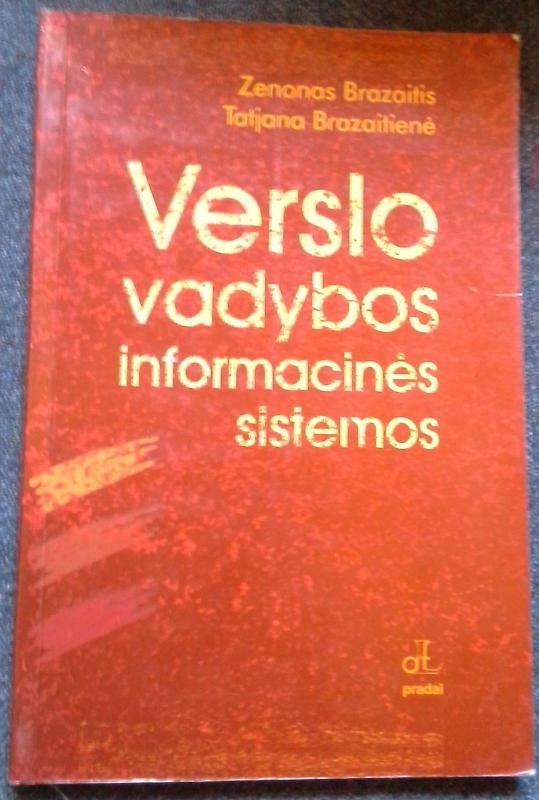 Zenonas Brazaitis
Tatjana Brazaitienė
Verslo
vadybos
informacinės
sistemos
pradai